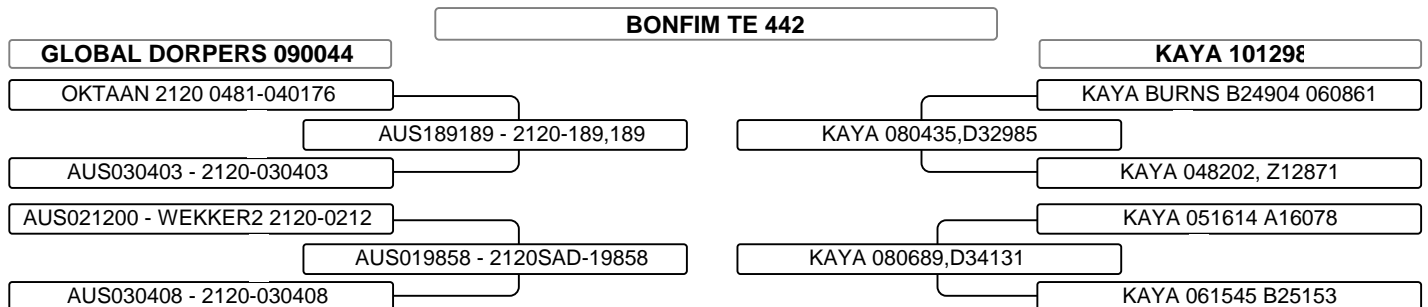 BONFIM TE 442
GLOBAL DORPERS 090044
KAYA 101298
OKTAAN 2120 0481-040176
KAYA BURNS B24904 060861
AUS189189 - 2120-189,189
KAYA 080435,D32985
AUS030403 - 2120-030403
KAYA 048202, Z12871
AUS021200 - WEKKER2 2120-0212
KAYA 051614 A16078
AUS019858 - 2120SAD-19858
KAYA 080689,D34131
AUS030408 - 2120-030408
KAYA 061545 B25153